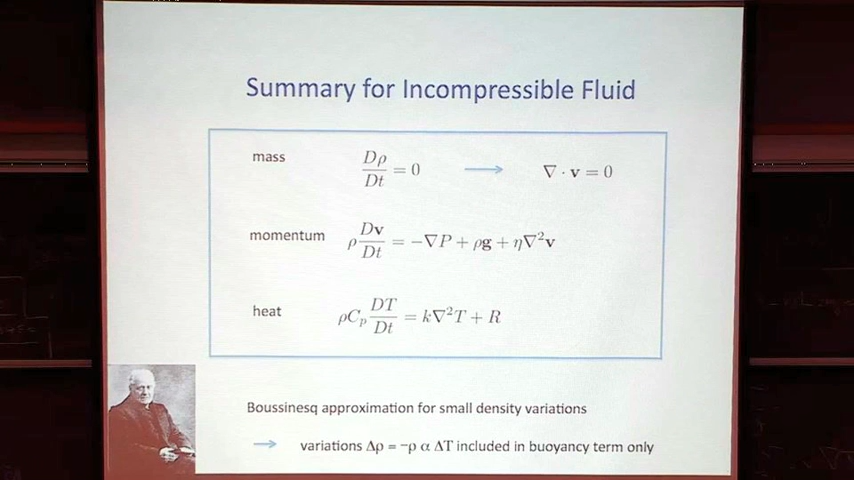 Summary for Incompressible Fluid
mass Dρ/Dt = 0 → ∇ · v = 0
momentum ρ Dv/Dt = −∇P + ρg + η∇²v
heat ρCₚ DT/Dt = k∇²T + R
Boussinesq approximation for small density variations
→ variations Δρ = −ρ α ΔT included in buoyancy term only